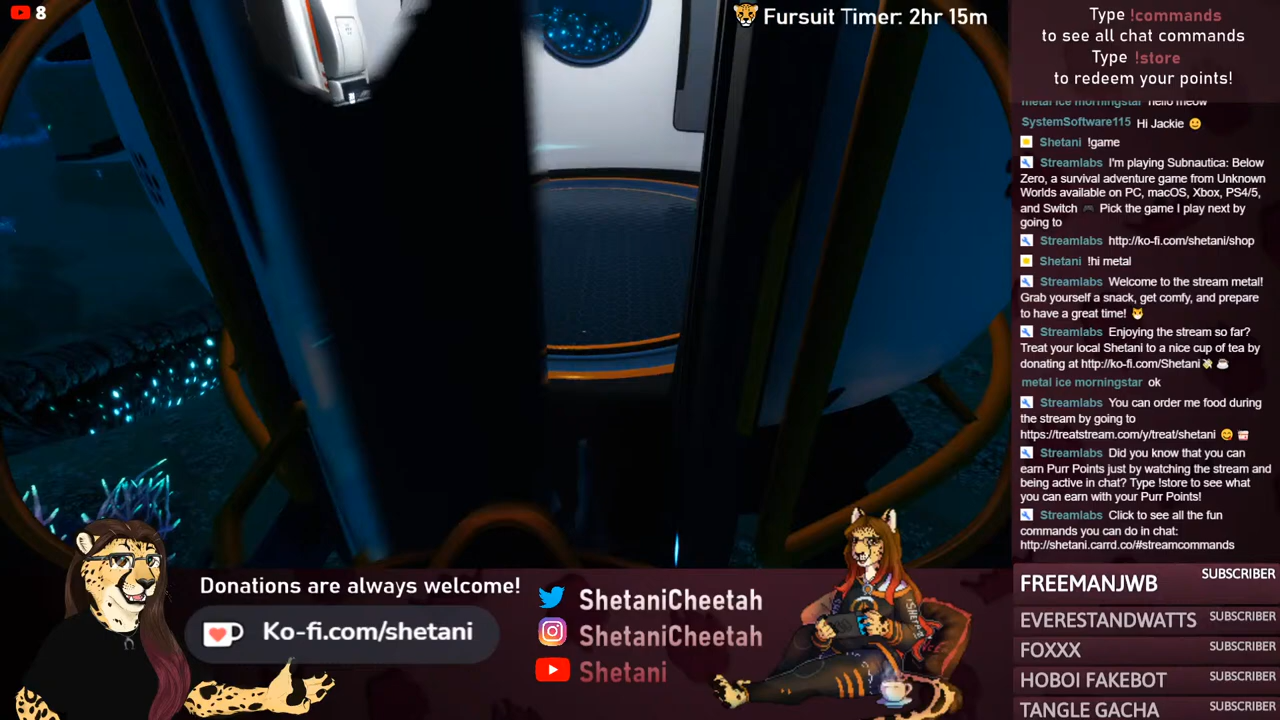 8
Fursuit Timer: 2hr 15m
Type !commands
to see all chat commands
Type !store
to redeem your points!
metal ice morningstar hello meow
SystemSoftware115 Hi Jackie
Shetani !game
Streamlabs I'm playing Subnautica: Below
Zero, a survival adventure game from Unknown
Worlds available on PC, macOS, Xbox, PS4/5,
and Switch Pick the game I play next by
going to
Streamlabs http://ko-fi.com/shetani/shop
Shetani !hi metal
Streamlabs Welcome to the stream metal!
Grab yourself a snack, get comfy, and prepare
to have a great time!
Streamlabs Enjoying the stream so far?
Treat your local Shetani to a nice cup of tea by
donating at http://ko-fi.com/Shetani
metal ice morningstar ok
Streamlabs You can order me food during
the stream by going to
https://treatstream.com/y/treat/shetani
Streamlabs Did you know that you can
earn Purr Points just by watching the stream and
being active in chat? Type !store to see what
you can earn with your Purr Points!
Streamlabs Click to see all the fun
commands you can do in chat:
http://shetani.carrd.co/#streamcommands
Donations are always welcome!
Ko-fi.com/shetani
ShetaniCheetah
ShetaniCheetah
Shetani
FREEMANJWB SUBSCRIBER
EVERESTANDWATTS SUBSCRIBER
FOXXX SUBSCRIBER
HOBOI FAKEBOT SUBSCRIBER
TANGLE GACHA SUBSCRIBER